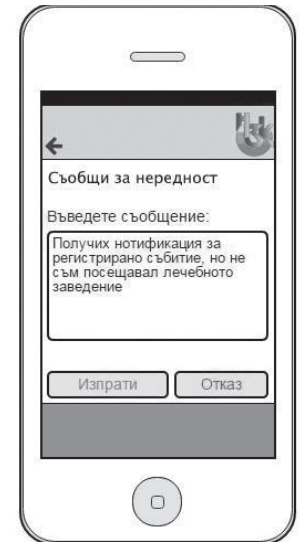 Съобщи за нередност
Въведете съобщение:
Получих нотификация за
регистрирано събитие, но не
съм посещавал лечебното
заведение
Изпрати Отказ